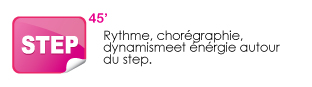 45'
STEP
Rythme, chorégraphie,
dynamismeet énergie autour
du step.